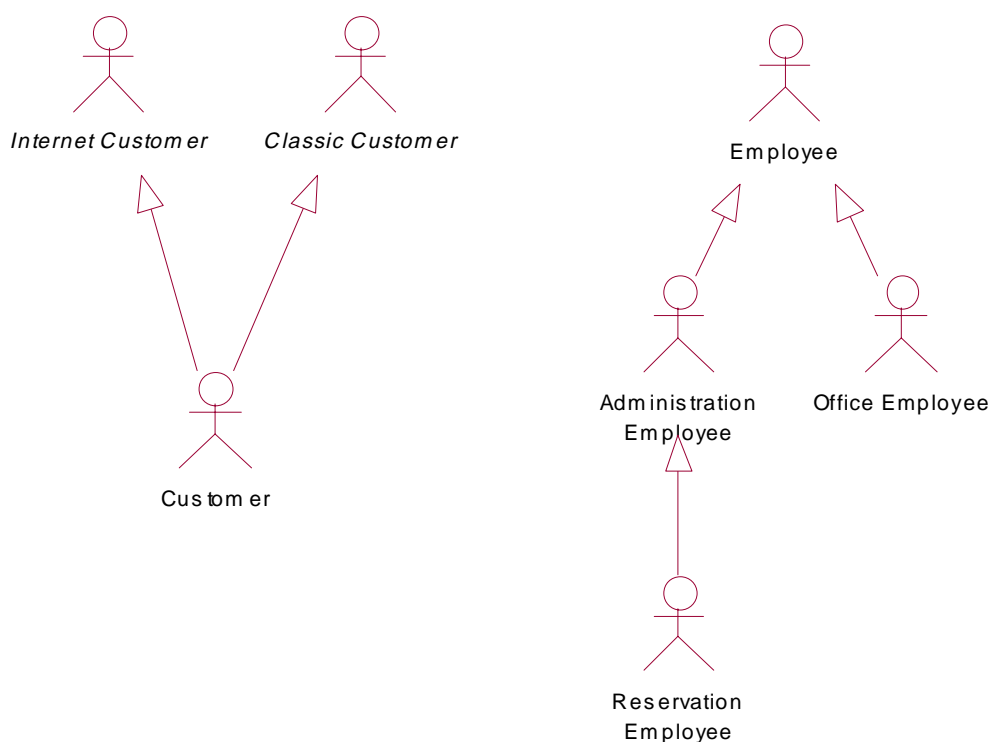 Internet Customer
Classic Customer
Employee
Administration
Employee
Office Employee
Customer
Reservation
Employee